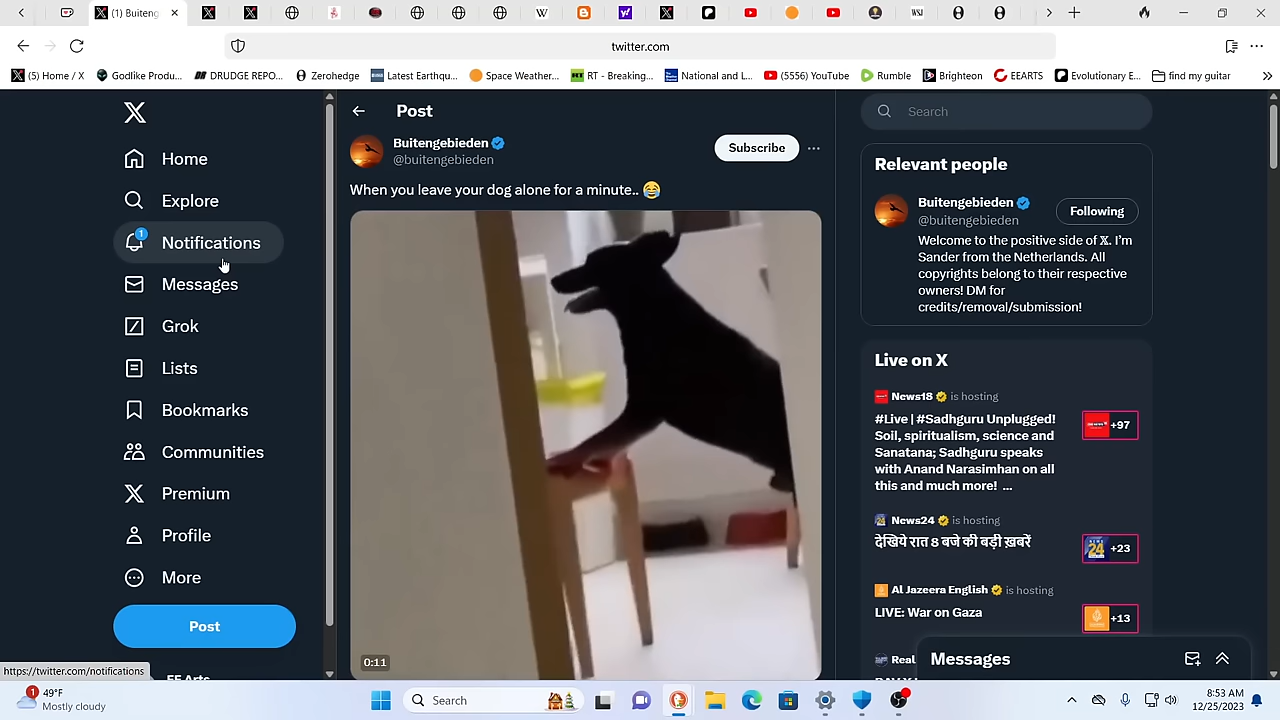 (1) Buiteng
twitter.com
(5) Home / X
Godlike Produ...
DRUDGE REPO...
Zerohedge
Latest Earthqu...
Space Weather...
RT - Breaking...
National and L...
(5556) YouTube
Rumble
Brighteon
EEARTS
Evolutionary E...
find my guitar
Post
Home
Explore
1
Notifications
Messages
Grok
Lists
Bookmarks
Communities
Premium
Profile
More
Post
https://twitter.com/notifications
EE Arts
Buitengebieden
@buitengebieden
Subscribe
When you leave your dog alone for a minute.. 😂
0:11
Search
Relevant people
Buitengebieden
@buitengebieden
Following
Welcome to the positive side of 𝕏. I'm
Sander from the Netherlands. All
copyrights belong to their respective
owners! DM for
credits/removal/submission!
Live on X
News18 is hosting
#Live | #Sadhguru Unplugged!
Soil, spiritualism, science and
Sanatana; Sadhguru speaks
with Anand Narasimhan on all
this and much more! ...
+97
News24 is hosting
देखिये रात 8 बजे की बड़ी ख़बरें
24
+23
Al Jazeera English is hosting
LIVE: War on Gaza
+13
Real
Messages
1
49°F
Mostly cloudy
Search
8:53 AM
12/25/2023